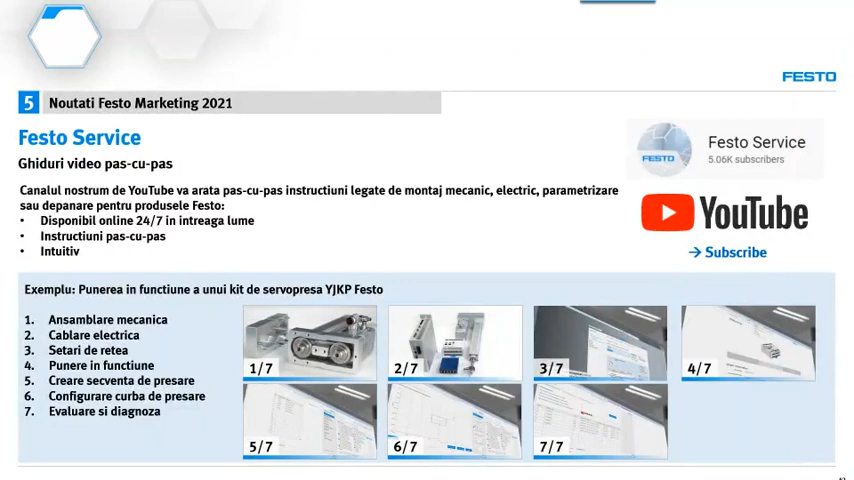 FESTO
5 Noutati Festo Marketing 2021
Festo Service
Ghiduri video pas-cu-pas
Canalul nostrum de YouTube va arata pas-cu-pas instructiuni legate de montaj mecanic, electric, parametrizare
sau depanare pentru produsele Festo:
• Disponibil online 24/7 in intreaga lume
• Instructiuni pas-cu-pas
• Intuitiv
FESTO
Festo Service
5.06K subscribers
YouTube
→ Subscribe
Exemplu: Punerea in functiune a unui kit de servopresa YJKP Festo
1. Ansamblare mecanica
2. Cablare electrica
3. Setari de retea
4. Punere in functiune
5. Creare secventa de presare
6. Configurare curba de presare
7. Evaluare si diagnoza
1/7
2/7
3/7
4/7
5/7
6/7
7/7